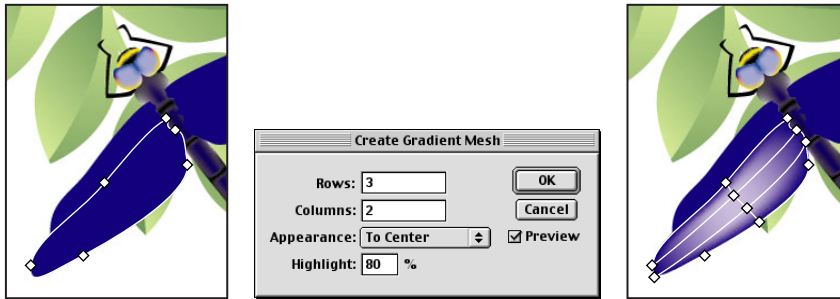 Create Gradient Mesh
Rows: 3
OK
Columns: 2
Cancel
Appearance: To Center
Preview
Highlight: 80 %